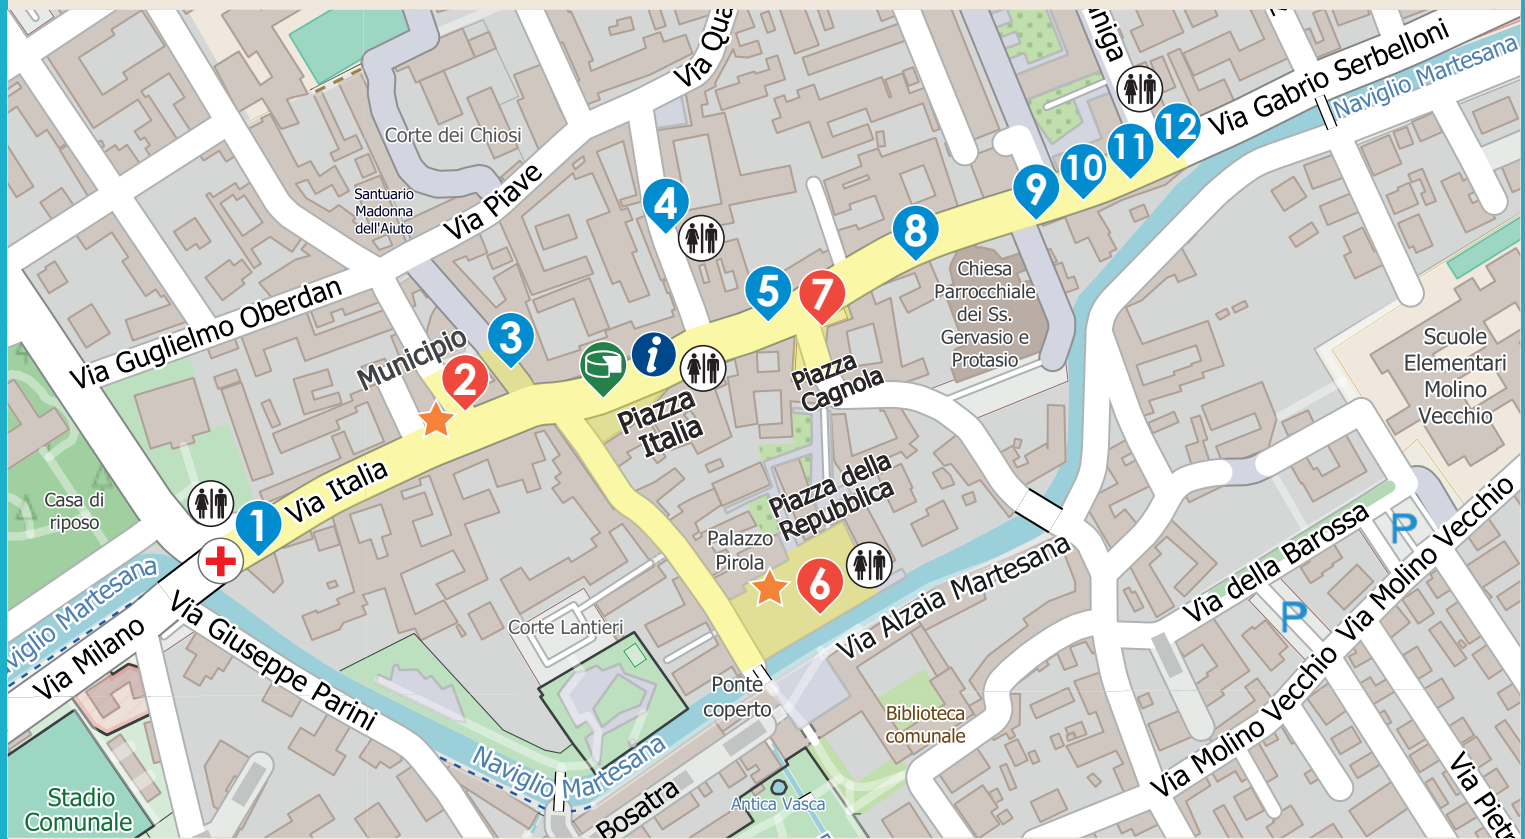 Via Qua
aniga
Via Gabrio Serbelloni
Naviglio Martesana
Corte dei Chiosi
12
11
10
9
Santuario
Madonna
dell'Aiuto
Via Piave
4
8
Chiesa
Parrocchiale
dei Ss.
Gervasio e
Protasio
5
7
Via Guglielmo Oberdan
Municipio
3
2
i
Scuole
Elementari
Molino
Vecchio
Piazza
Cagnola
Piazza
Italia
Via Italia
Piazza della
Repubblica
Casa di
riposo
1
Palazzo
Pirola
6
P
Via Molino Vecchio
Via della Barossa
Via Alzaia Martesana
P
Naviglio Martesana
Via Milano
Via Giuseppe Parini
Corte Lantieri
Ponte
coperto
Biblioteca
comunale
Via Molino Vecchio
Naviglio Martesana
Stadio
Comunale
Bosatra
Antica Vasca
Via Pietr